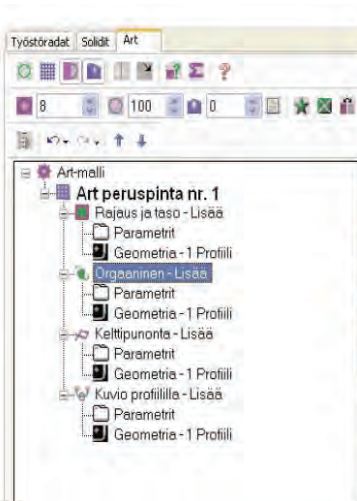 Työstöradat Solidit Art
8 100 0
Art-malli
Art peruspinta nr. 1
Rajaus ja taso - Lisää
Parametrit
Geometria - 1 Profiili
Orgaaninen - Lisää
Parametrit
Geometria - 1 Profiili
Kelttipunonta - Lisää
Parametrit
Geometria - 1 Profiili
Kuvio profiililla - Lisää
Parametrit
Geometria - 1 Profiili